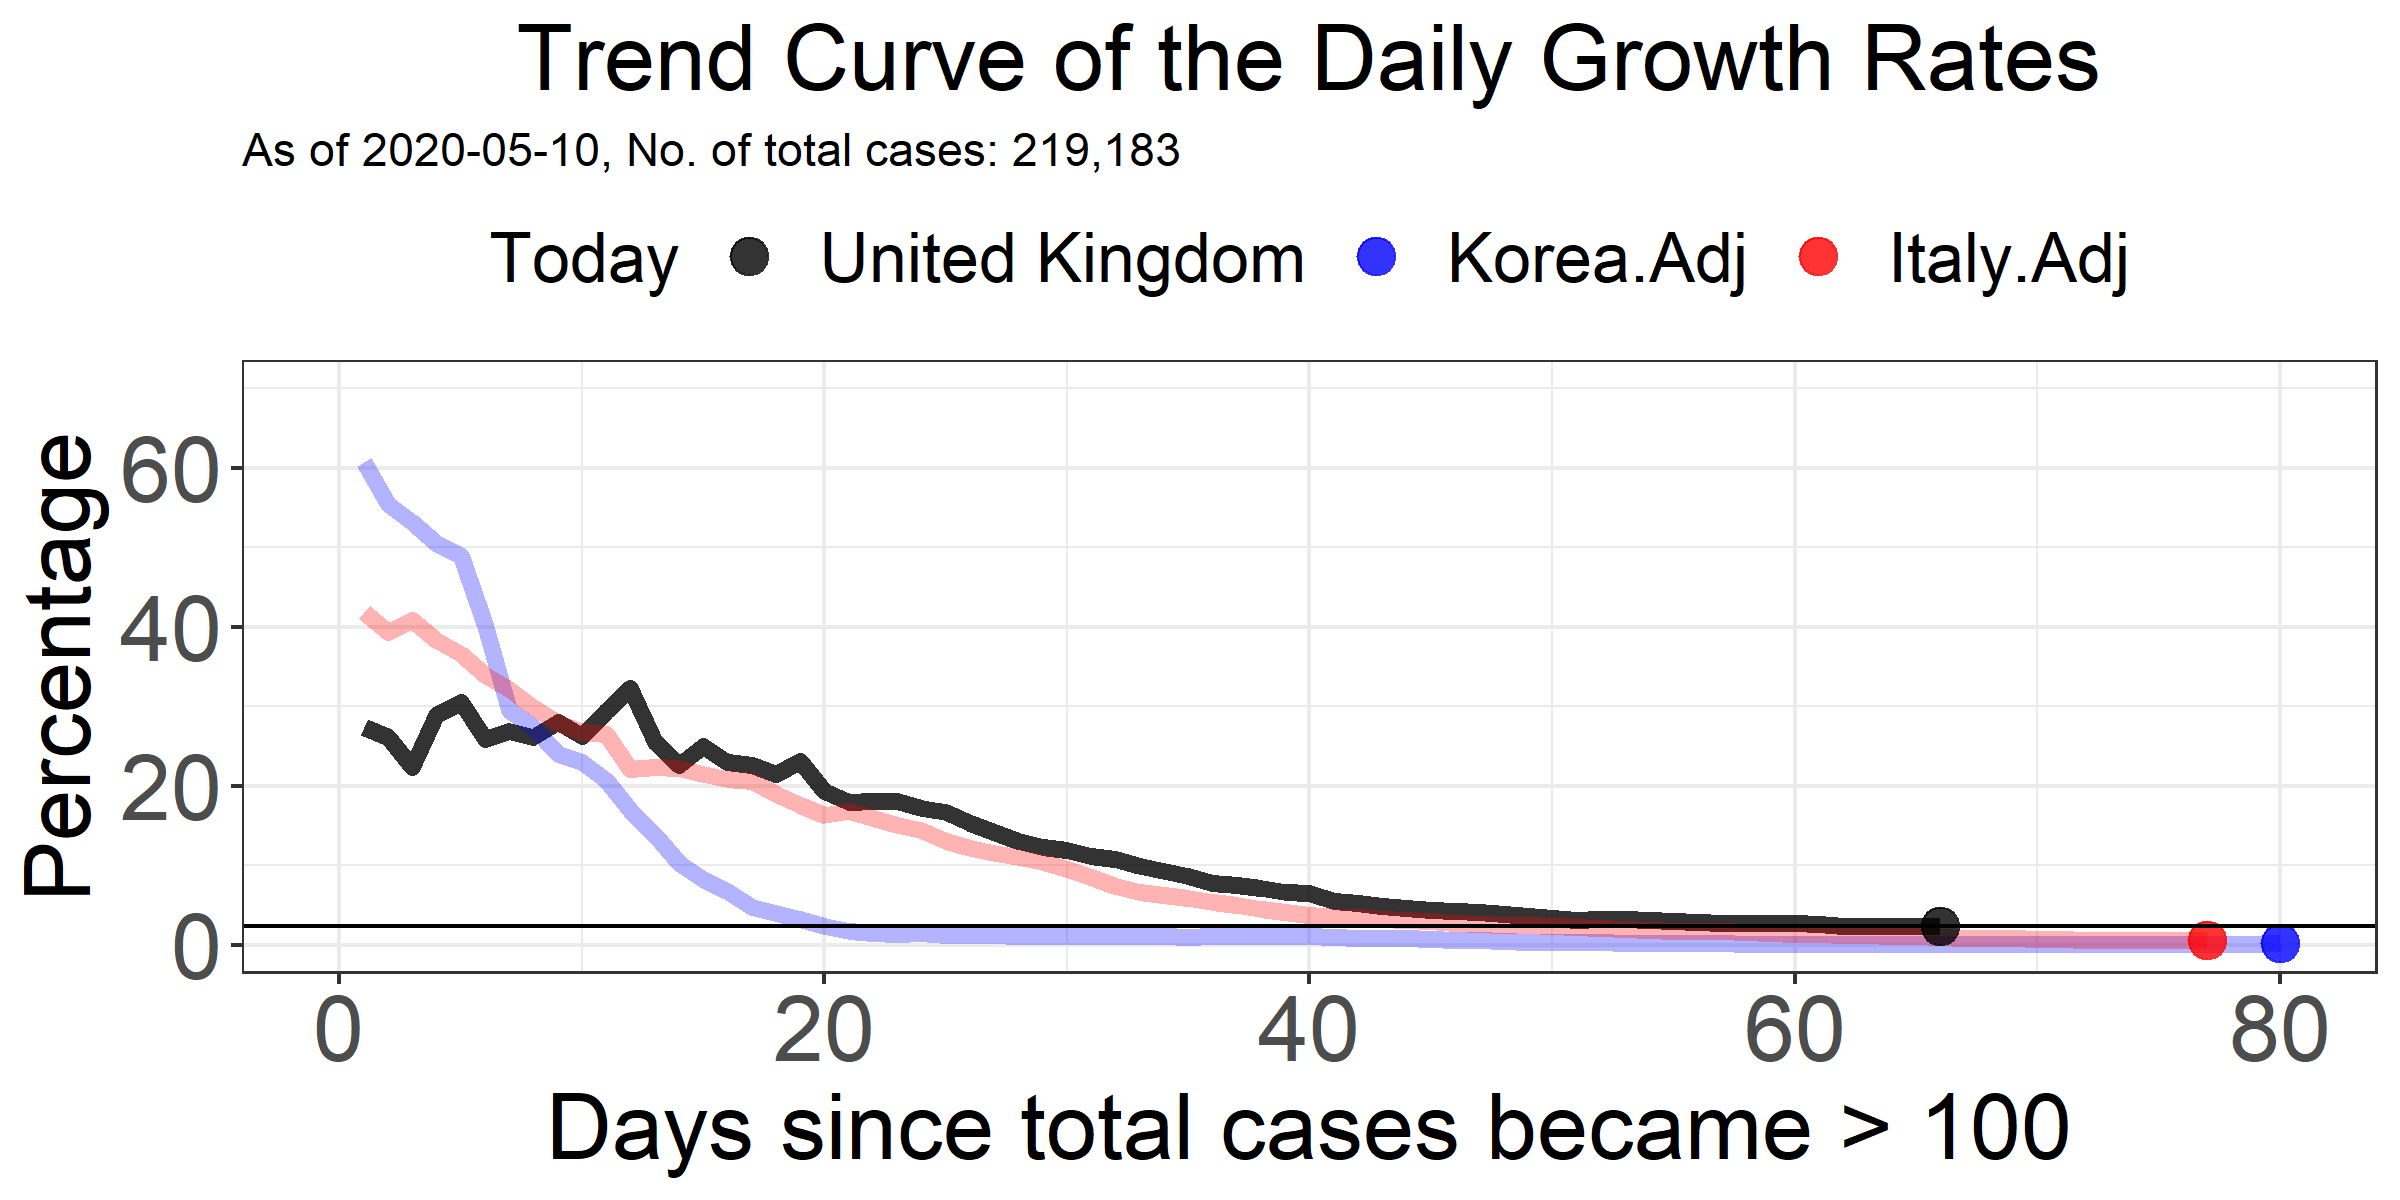 Trend Curve of the Daily Growth Rates
As of 2020-05-10, No. of total cases: 219,183
Today United Kingdom Korea.Adj Italy.Adj
Percentage
60
40
20
0
0 20 40 60 80
Days since total cases became > 100